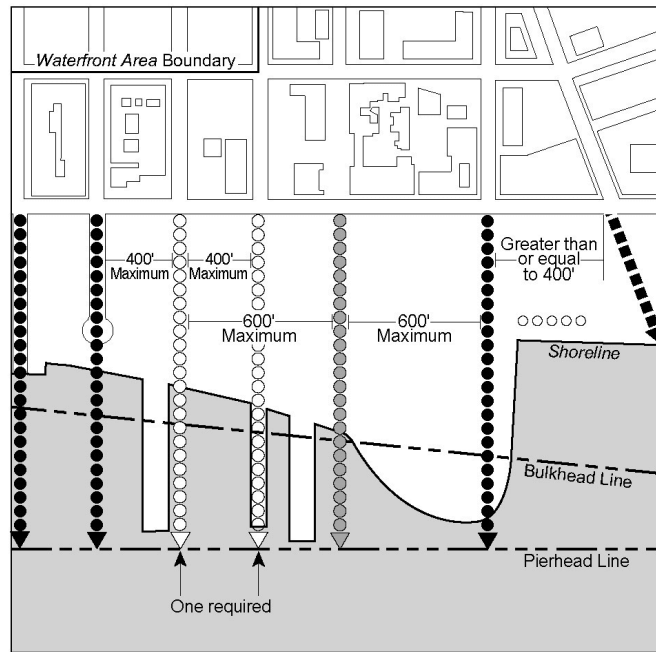 Waterfront Area Boundary
400'
Maximum
400'
Maximum
Greater than
or equal
to 400'
600'
Maximum
600'
Maximum
Shoreline
Bulkhead Line
Pierhead Line
One required